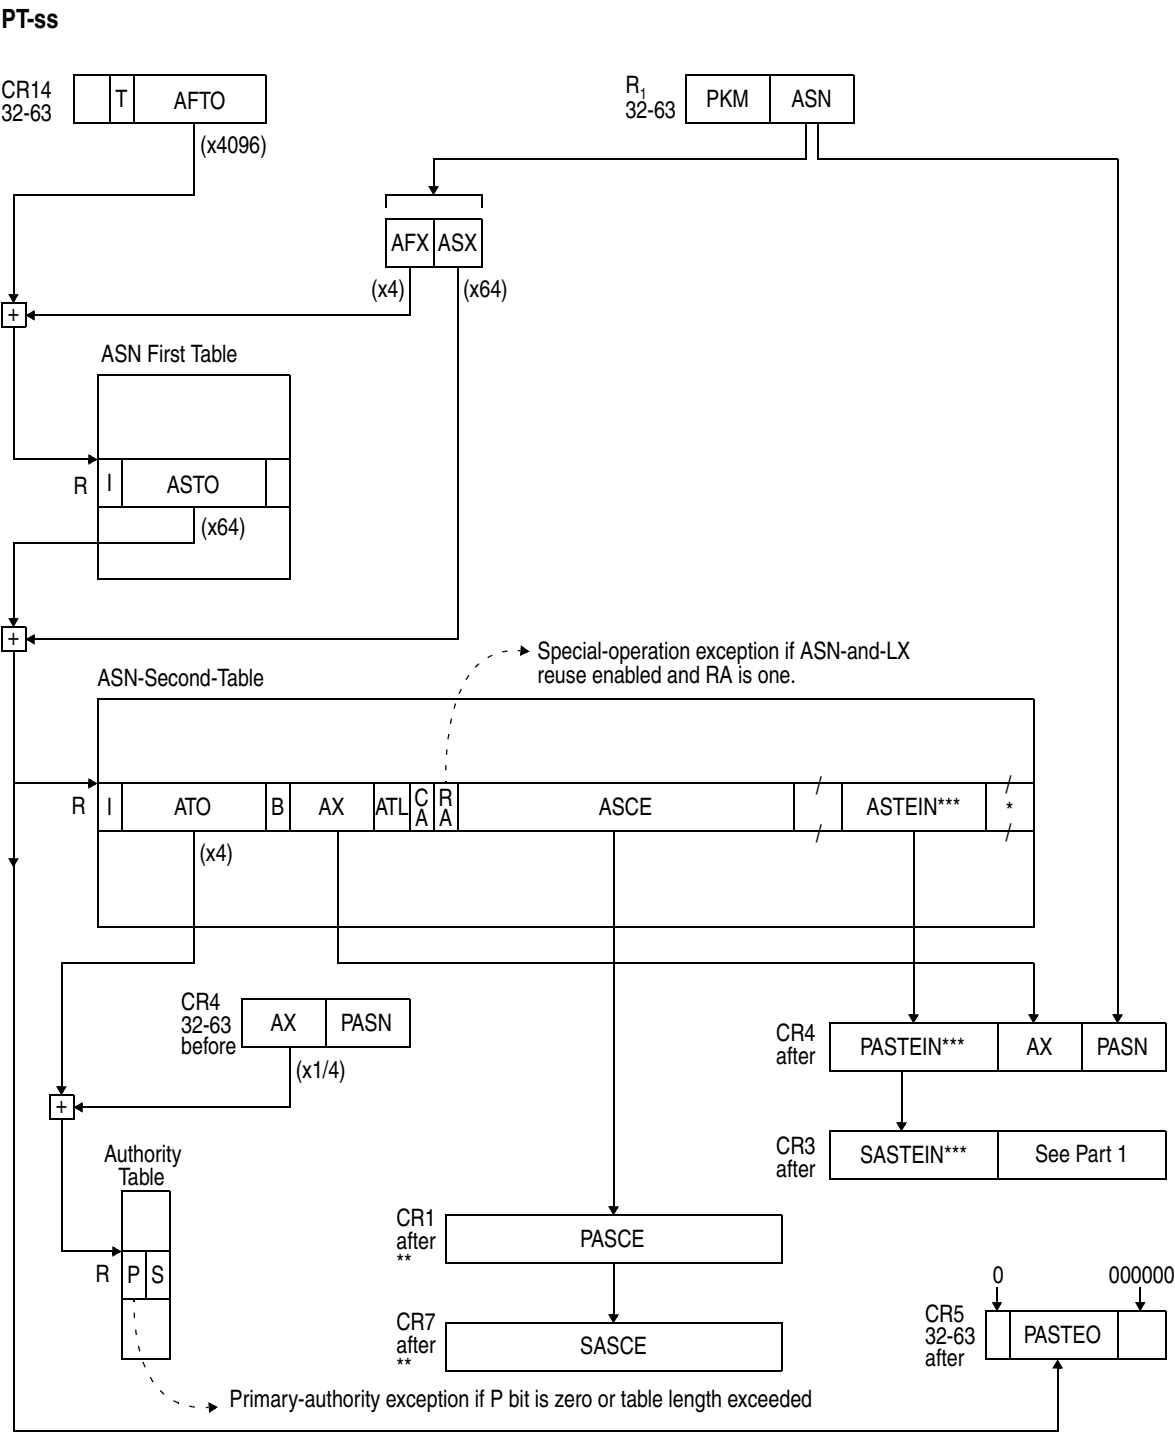 PT-ss
CR14
32-63
T
AFTO
(x4096)
R1
32-63
PKM
ASN
AFX
ASX
(x4)
(x64)
+
ASN First Table
R
I
ASTO
(x64)
+
Special-operation exception if ASN-and-LX
reuse enabled and RA is one.
ASN-Second-Table
R
I
ATO
B
AX
ATL
CA
RA
ASCE
ASTEIN***
*
(x4)
CR4
32-63
before
AX
PASN
(x1/4)
+
CR4
after
PASTEIN***
AX
PASN
CR3
after
SASTEIN***
See Part 1
Authority
Table
R
P
S
CR1
after
**
PASCE
CR7
after
**
SASCE
0
000000
CR5
32-63
after
PASTEO
Primary-authority exception if P bit is zero or table length exceeded